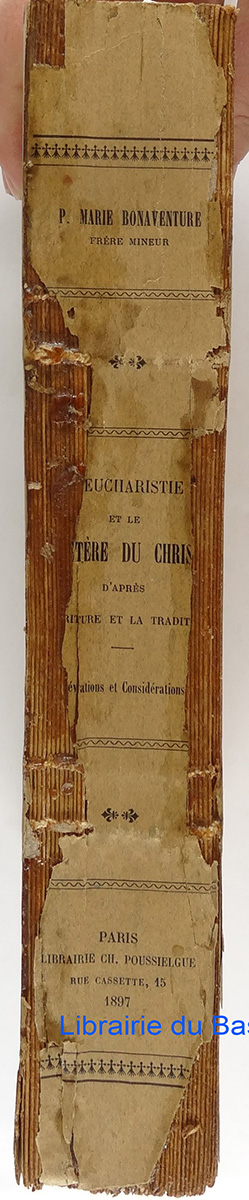 P. MARIE BONAVENTURE
FRÈRE MINEUR
EUCHARISTIE
ET LE
TÈRE DU CHRIS
D'APRÈS
RITURE ET LA TRADIT
évations et Considérations
PARIS
LIBRAIRIE CH. POUSSIELGUE
RUE CASSETTE, 15
1897
Librairie du Bas